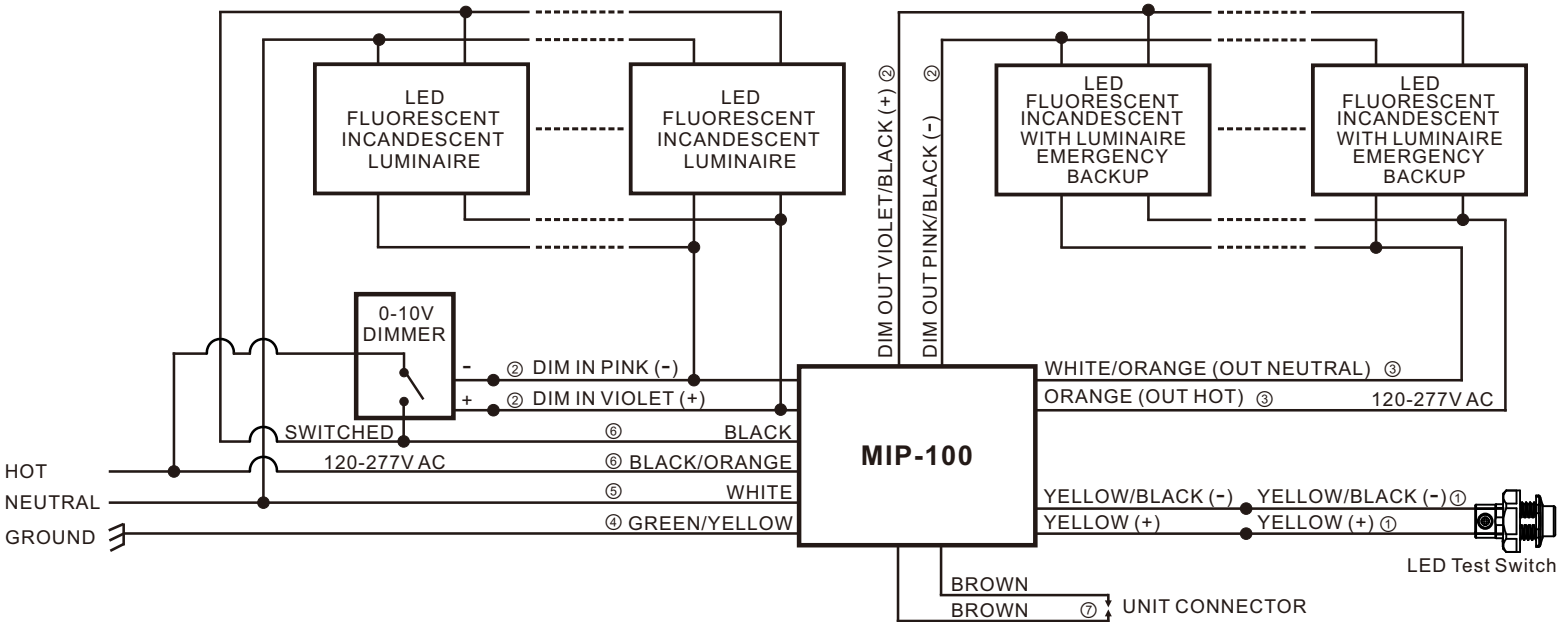 LED
FLUORESCENT
INCANDESCENT
LUMINAIRE
LED
FLUORESCENT
INCANDESCENT
LUMINAIRE
DIM OUT VIOLET/BLACK (+) ②
DIM OUT PINK/BLACK (-) ②
LED
FLUORESCENT
INCANDESCENT
WITH LUMINAIRE
EMERGENCY
BACKUP
LED
FLUORESCENT
INCANDESCENT
WITH LUMINAIRE
EMERGENCY
BACKUP
0-10V
DIMMER
- ② DIM IN PINK (-)
+ ② DIM IN VIOLET (+)
SWITCHED ⑥ BLACK
HOT 120-277V AC ⑥ BLACK/ORANGE
NEUTRAL ⑤ WHITE
GROUND ④ GREEN/YELLOW
MIP-100
WHITE/ORANGE (OUT NEUTRAL) ③
ORANGE (OUT HOT) ③ 120-277V AC
YELLOW/BLACK (-) YELLOW/BLACK (-) ①
YELLOW (+) YELLOW (+) ①
LED Test Switch
BROWN
BROWN ⑦ UNIT CONNECTOR